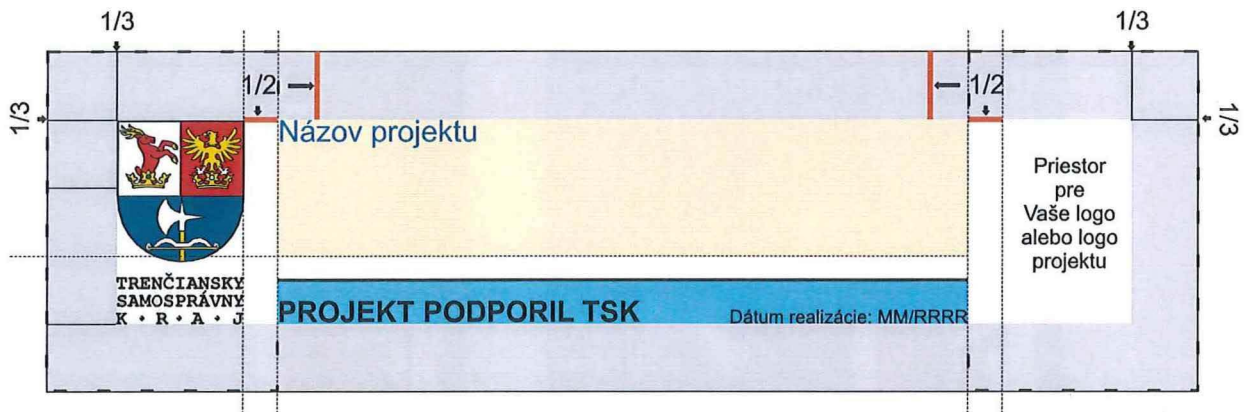 1/3
1/3
1/2
1/2
1/3
1/3
Názov projektu
Priestor
pre
Vaše logo
alebo logo
projektu
TRENČIANSKY
SAMOSPRÁVNY
K · R · A · J
PROJEKT PODPORIL TSK
Dátum realizácie: MM/RRRR